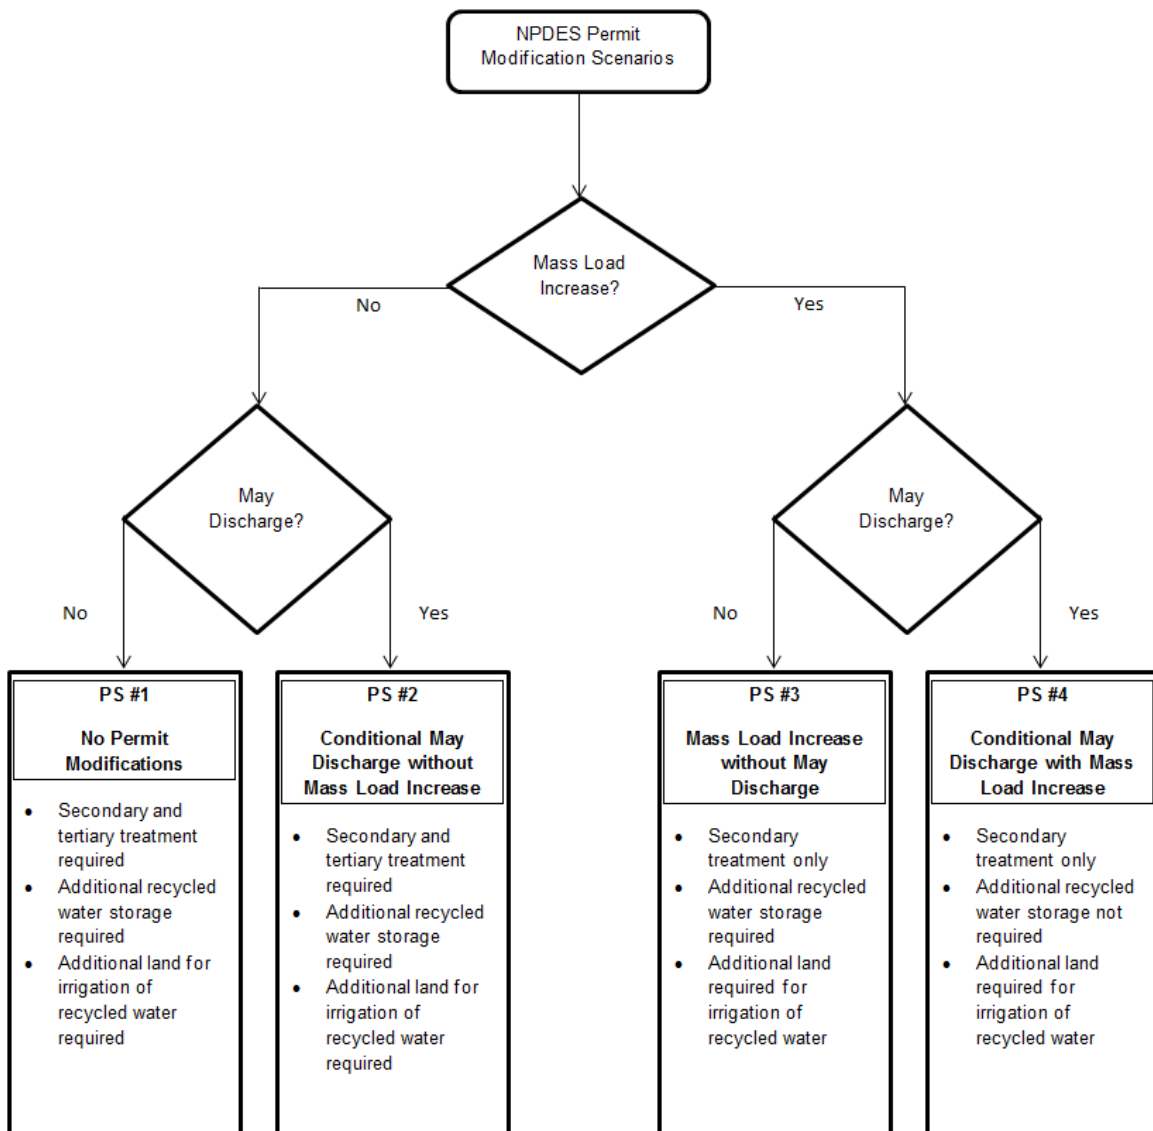 NPDES Permit
Modification Scenarios
Mass Load
Increase?
No
Yes
May
Discharge?
No
Yes
May
Discharge?
No
Yes
PS #1
No Permit
Modifications
• Secondary and
tertiary treatment
required
• Additional recycled
water storage
required
• Additional land for
irrigation of
recycled water
required
PS #2
Conditional May
Discharge without
Mass Load Increase
• Secondary and
tertiary treatment
required
• Additional recycled
water storage
required
• Additional land for
irrigation of
recycled water
required
PS #3
Mass Load Increase
without May
Discharge
• Secondary
treatment only
• Additional recycled
water storage
required
• Additional land
required for
irrigation of
recycled water
PS #4
Conditional May
Discharge with Mass
Load Increase
• Secondary
treatment only
• Additional recycled
water storage not
required
• Additional land
required for
irrigation of
recycled water